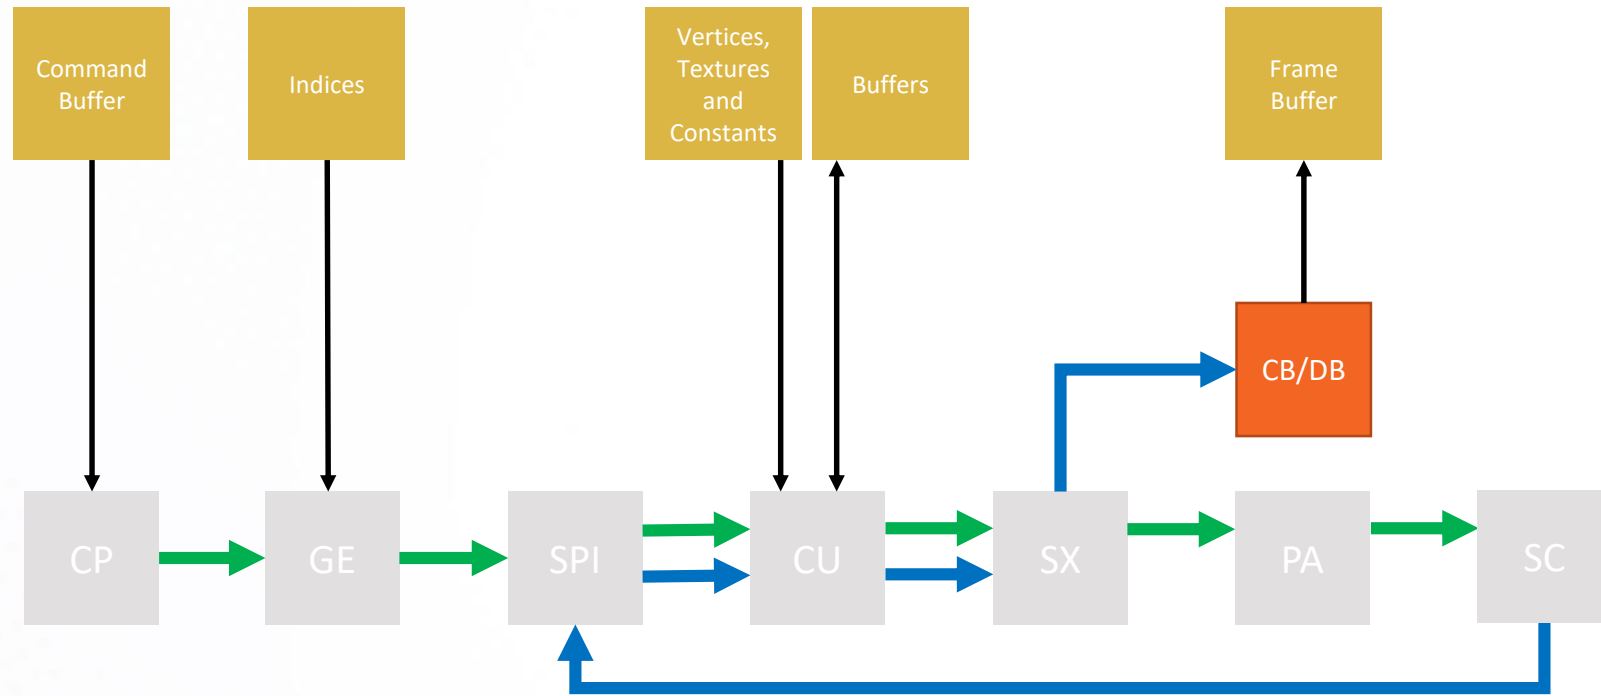 Command
Buffer
Indices
Vertices,
Textures
and
Constants
Buffers
Frame
Buffer
CB/DB
CP
GE
SPI
CU
SX
PA
SC